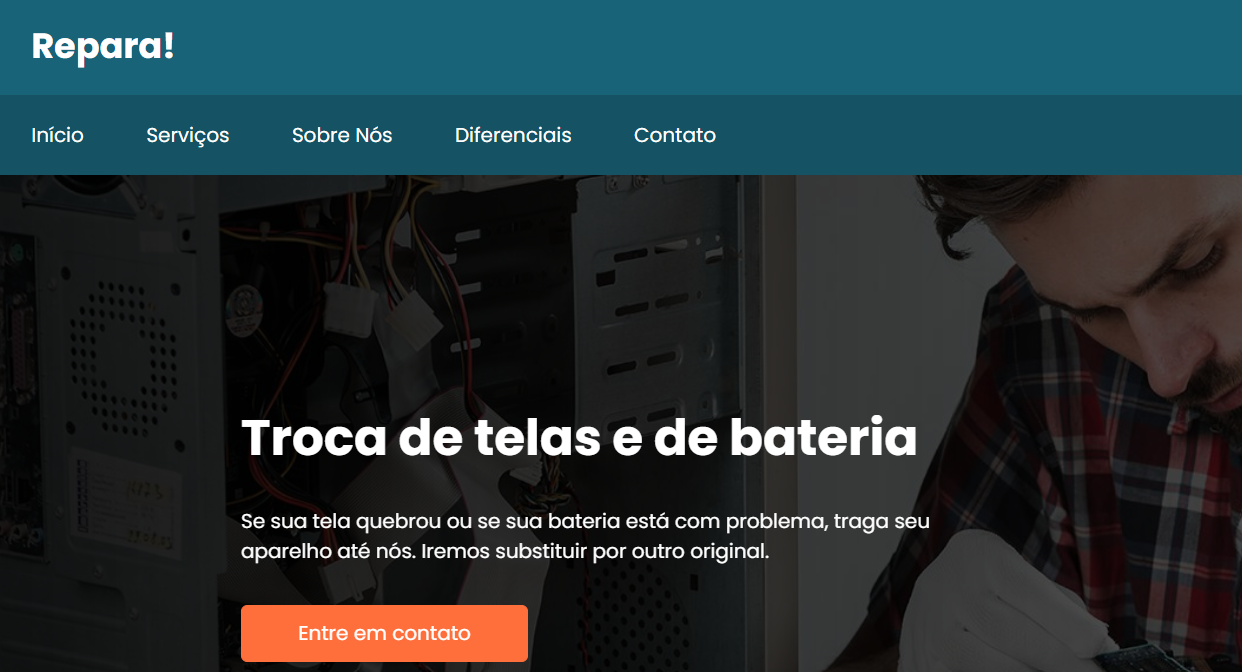 Repara!
Início Serviços Sobre Nós Diferenciais Contato
Troca de telas e de bateria
Se sua tela quebrou ou se sua bateria está com problema, traga seu
aparelho até nós. Iremos substituir por outro original.
Entre em contato